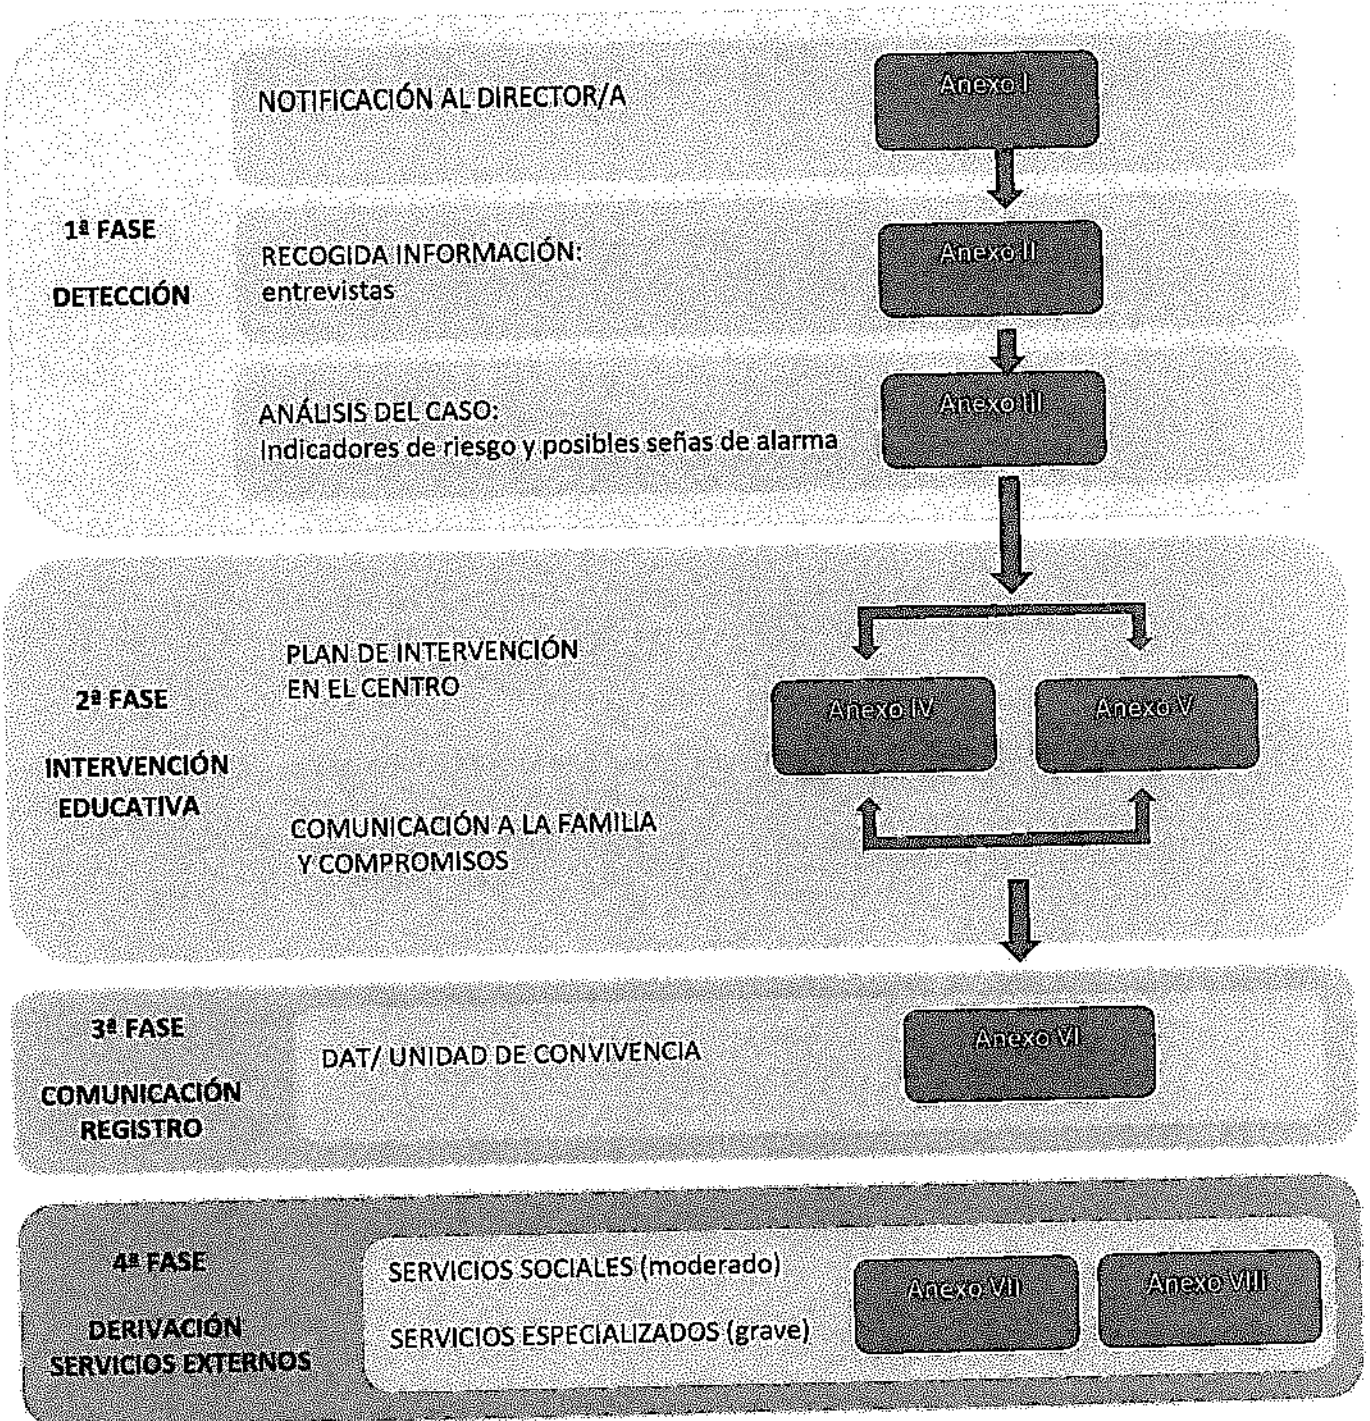 NOTIFICACIÓN AL DIRECTOR/A
Anexo I
1ª FASE
DETECCIÓN
RECOGIDA INFORMACIÓN:
entrevistas
Anexo II
ANÁLISIS DEL CASO:
Indicadores de riesgo y posibles señas de alarma
Anexo III
2ª FASE
INTERVENCIÓN
EDUCATIVA
PLAN DE INTERVENCIÓN
EN EL CENTRO
Anexo IV
Anexo V
COMUNICACIÓN A LA FAMILIA
Y COMPROMISOS
3ª FASE
COMUNICACIÓN
REGISTRO
DAT/ UNIDAD DE CONVIVENCIA
Anexo VI
4ª FASE
DERIVACIÓN
SERVICIOS EXTERNOS
SERVICIOS SOCIALES (moderado)
SERVICIOS ESPECIALIZADOS (grave)
Anexo VII
Anexo VIII